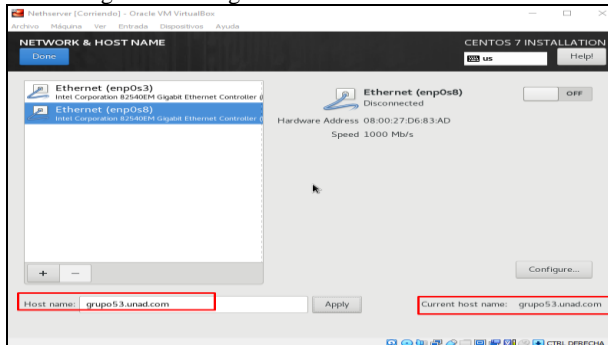 Nethserver [Corriendo] - Oracle VM VirtualBox
Archivo Máquina Ver Entrada Dispositivos Ayuda
NETWORK & HOST NAME
CENTOS 7 INSTALLATION
Done
us
Help!
Ethernet (enp0s3)
Intel Corporation 82540EM Gigabit Ethernet Controller (
Ethernet (enp0s8)
Intel Corporation 82540EM Gigabit Ethernet Controller (
Ethernet (enp0s8)
Disconnected
OFF
Hardware Address 08:00:27:D6:83:AD
Speed 1000 Mb/s
+ −
Configure...
Host name: grupo53.unad.com
Apply
Current host name: grupo53.unad.com
CTRL DERECHA